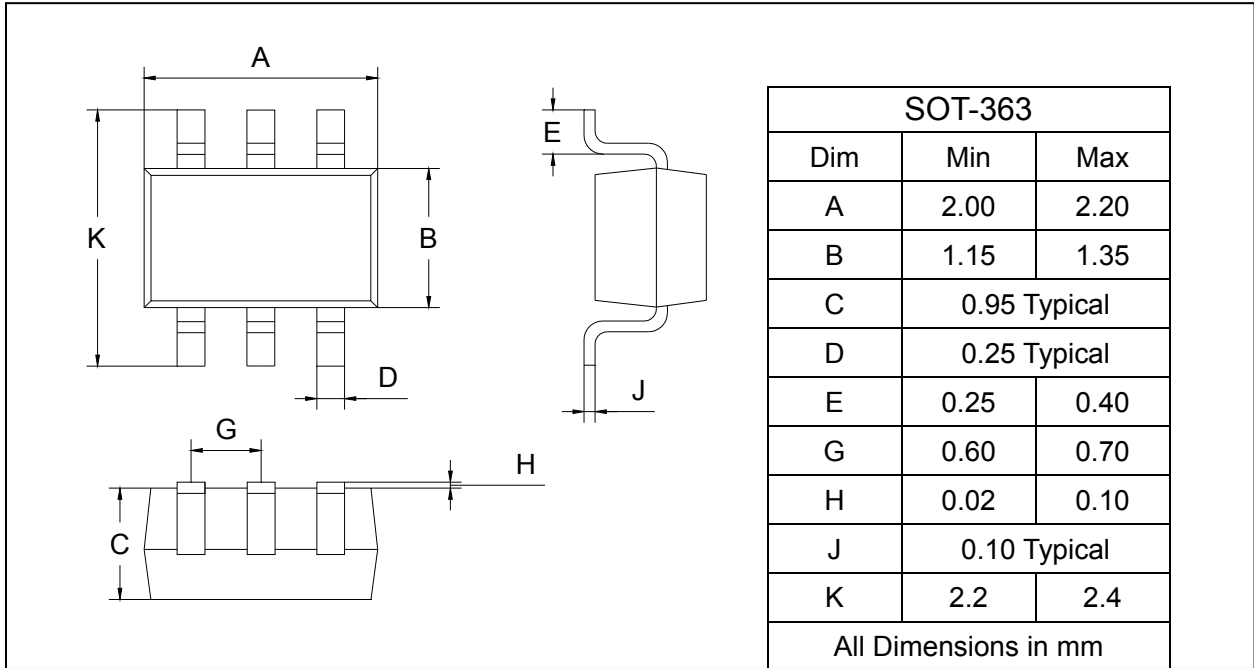 A
K
B
D
G
H
C
E
J
SOT-363
Dim Min Max
A 2.00 2.20
B 1.15 1.35
C 0.95 Typical
D 0.25 Typical
E 0.25 0.40
G 0.60 0.70
H 0.02 0.10
J 0.10 Typical
K 2.2 2.4
All Dimensions in mm